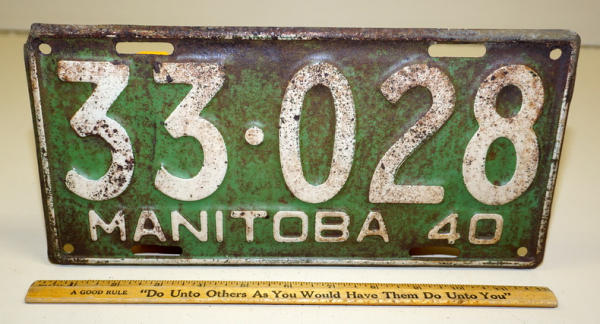 33·028
MANITOBA 40
A GOOD RULE "Do Unto Others As You Would Have Them Do Unto You"